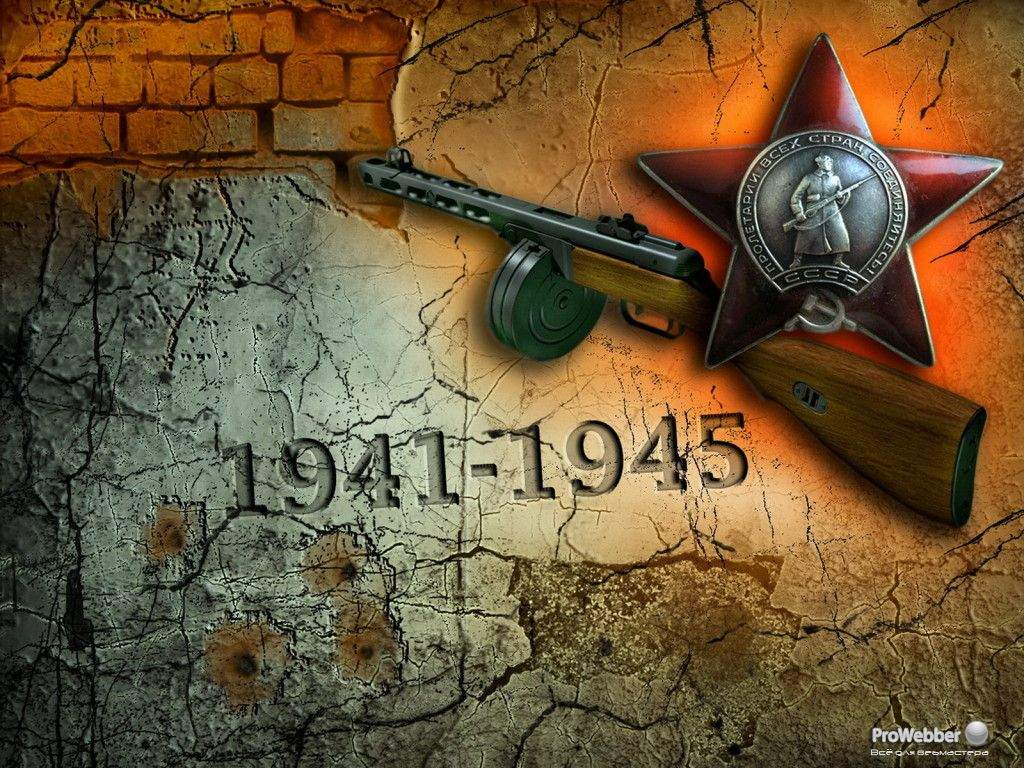 ПРОЛЕТАРИИ ВСЕХ СТРАН СОЕДИНЯЙТЕСЬ!
СССР
1941-1945
ProWebber
Всё для вебмастера